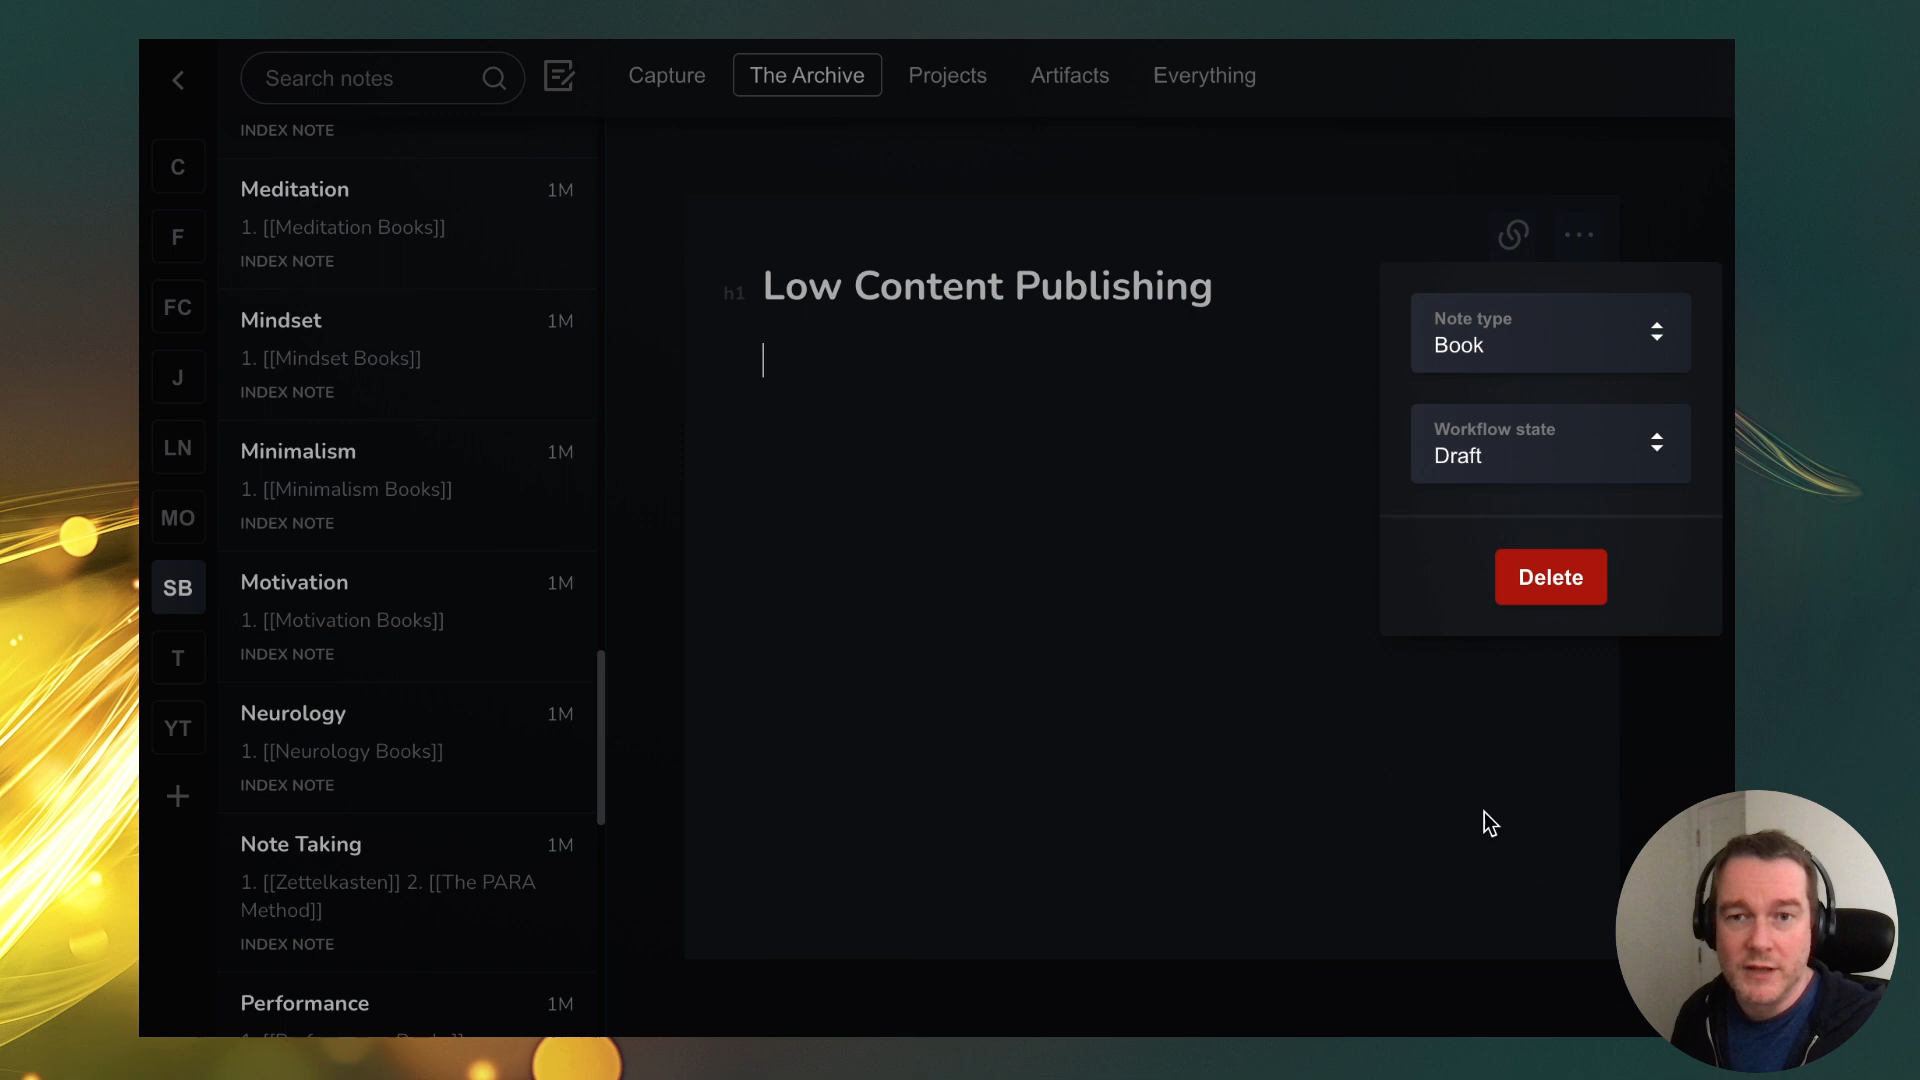 Search notes
Capture
The Archive
Projects
Artifacts
Everything
C
F
FC
J
LN
MO
SB
T
YT
INDEX NOTE
Meditation 1M
1. [[Meditation Books]]
INDEX NOTE
Mindset 1M
1. [[Mindset Books]]
INDEX NOTE
Minimalism 1M
1. [[Minimalism Books]]
INDEX NOTE
Motivation 1M
1. [[Motivation Books]]
INDEX NOTE
Neurology 1M
1. [[Neurology Books]]
INDEX NOTE
Note Taking 1M
1. [[Zettelkasten]] 2. [[The PARA
Method]]
INDEX NOTE
Performance 1M
h1 Low Content Publishing
Note type
Book
Workflow state
Draft
Delete